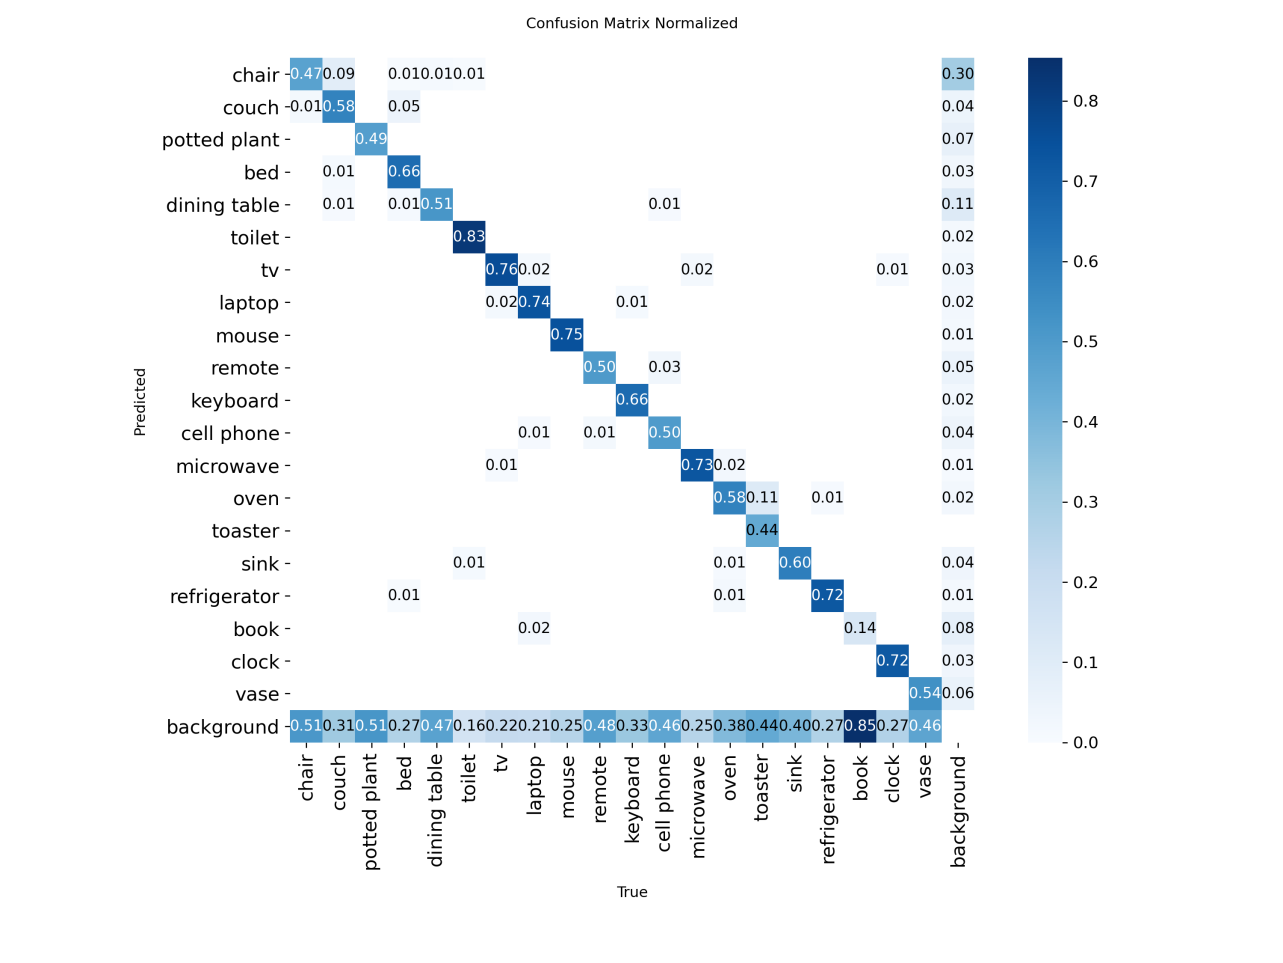 Confusion Matrix Normalized
chair 0.47 0.09 0.01 0.01 0.01 0.30
couch 0.01 0.58 0.05 0.04
potted plant 0.49 0.07
bed 0.01 0.66 0.03
dining table 0.01 0.01 0.51 0.01 0.11
toilet 0.83 0.02
tv 0.76 0.02 0.02 0.01 0.03
laptop 0.02 0.74 0.01 0.02
mouse 0.75 0.01
remote 0.50 0.03 0.05
keyboard 0.66 0.02
cell phone 0.01 0.01 0.50 0.04
microwave 0.01 0.73 0.02 0.01
oven 0.58 0.11 0.01 0.02
toaster 0.44
sink 0.01 0.01 0.60 0.04
refrigerator 0.01 0.01 0.72 0.01
book 0.02 0.14 0.08
clock 0.72 0.03
vase 0.54 0.06
background 0.51 0.31 0.51 0.27 0.47 0.16 0.22 0.21 0.25 0.48 0.33 0.46 0.25 0.38 0.44 0.40 0.27 0.85 0.27 0.46
chair
couch
potted plant
bed
dining table
toilet
tv
laptop
mouse
remote
keyboard
cell phone
microwave
oven
toaster
sink
refrigerator
book
clock
vase
background
Predicted
True
0.8
0.7
0.6
0.5
0.4
0.3
0.2
0.1
0.0